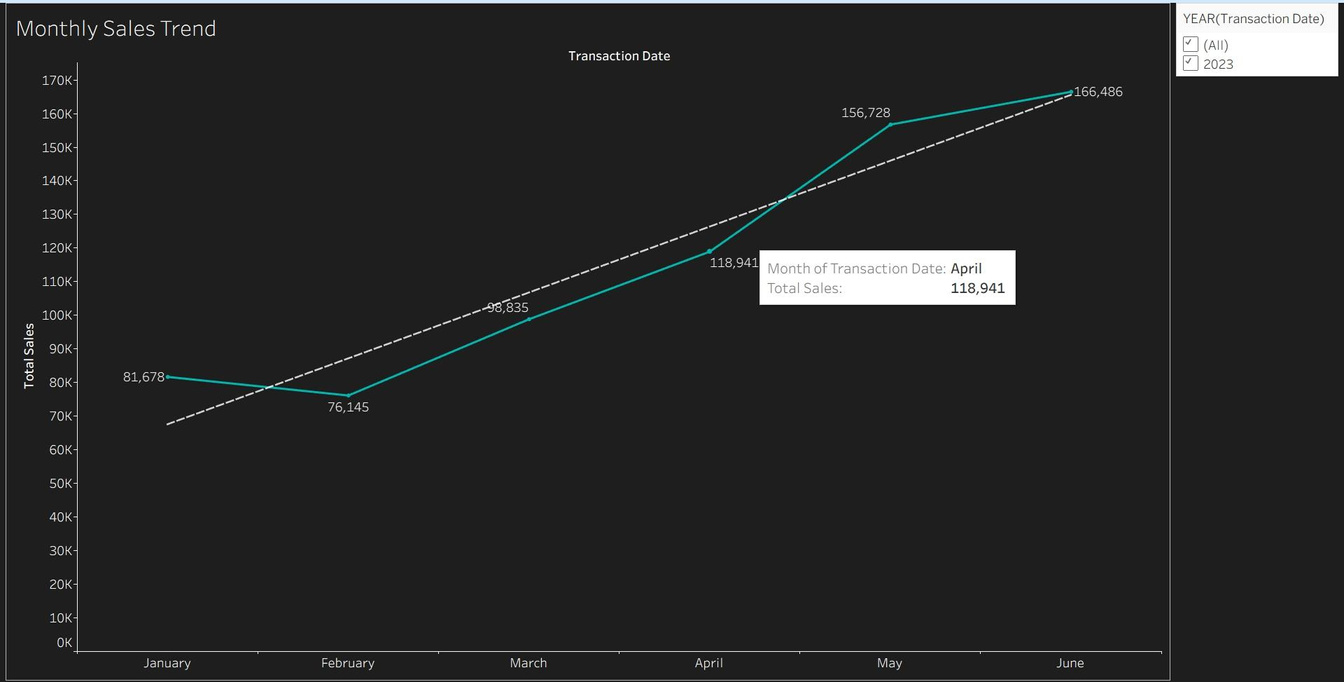 Monthly Sales Trend
YEAR(Transaction Date)
(All)
2023
Transaction Date
Total Sales
170K
160K
150K
140K
130K
120K
110K
100K
90K
80K
70K
60K
50K
40K
30K
20K
10K
0K
81,678
76,145
98,835
118,941
156,728
166,486
Month of Transaction Date: April
Total Sales: 118,941
January February March April May June